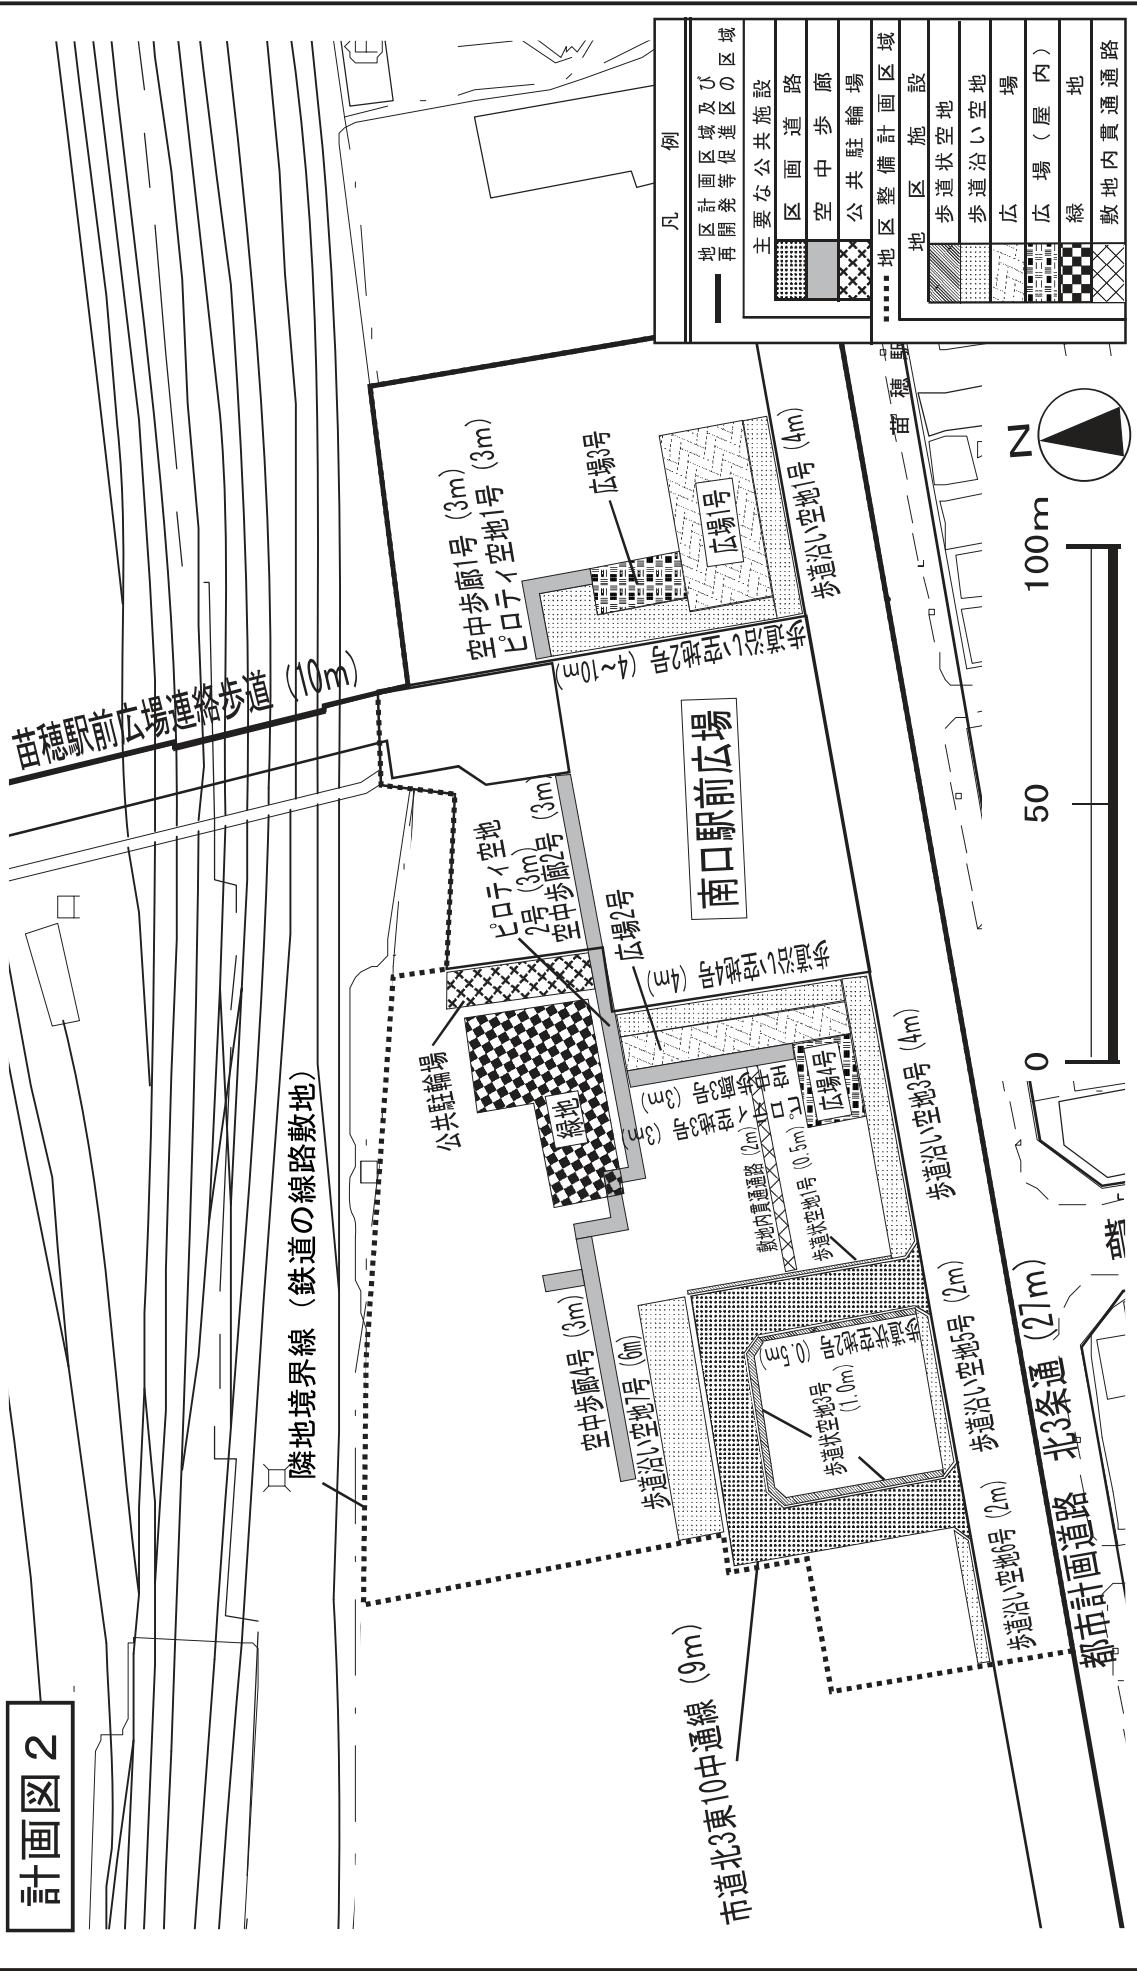 計画図２
苗穂駅前広場連絡歩道（10m）
隣地境界線（鉄道の線路敷地）
空中歩廊1号（3m）
ピロティ空地1号（3m）
広場3号
広場1号
歩道沿い空地1号（4m）
歩道沿い空地2号（4〜10m）
南口駅前広場
ピロティ空地
2号（3m）
空中歩廊2号（3m）
広場2号
歩道沿い空地4号（4m）
公共駐輪場
緑地
空中歩廊3号（3m）
ピロティ空地3号（3m）
広場4号
敷地内貫通通路（2m）
歩道状空地1号（0.5m）
歩道沿い空地3号（4m）
空中歩廊4号（3m）
歩道沿い空地7号（6m）
歩道状空地2号（0.5m）
歩道状空地3号
（1.0m）
歩道沿い空地5号（2m）
歩道沿い空地6号（2m）
市道北3東10中通線（9m）
都市計画道路　北3条通（27m）
苗穂駅
凡例
地区計画区域及び
再開発等促進区の区域
主要な公共施設
区画道路
空中歩廊
公共駐輪場
地区整備計画区域
地区施設
歩道状空地
歩道沿い空地
広場
広場（屋内）
緑地
敷地内貫通通路
N
0
50
100m